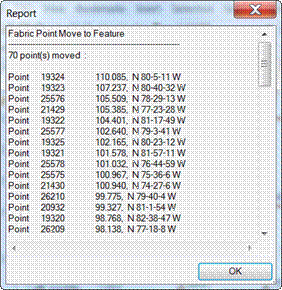 Report
Fabric Point Move to Feature
----------------------------------------------------
70 point(s) moved
Point 19324 110.085, N 80-5-11 W
Point 19323 107.237, N 80-40-32 W
Point 25576 105.509, N 78-29-13 W
Point 21429 105.385, N 77-23-28 W
Point 19322 104.401, N 81-17-49 W
Point 25577 102.640, N 79-3-41 W
Point 19325 102.165, N 80-23-12 W
Point 19321 101.578, N 81-57-11 W
Point 25578 101.032, N 76-44-59 W
Point 25575 100.967, N 75-36-6 W
Point 21430 100.940, N 74-27-6 W
Point 26210 99.775, N 79-40-4 W
Point 20932 99.327, N 81-1-54 W
Point 19320 98.768, N 82-38-47 W
Point 26209 98.138, N 77-18-8 W
OK